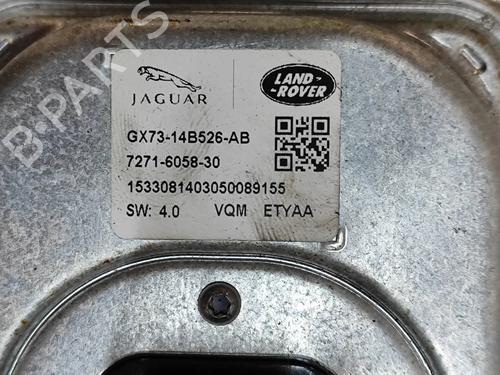 B-PARTS
JAGUAR
LAND
-ROVER-
GX73-14B526-AB
7271-6058-30
1533081403050089155
SW: 4.0 VQM ETYAA